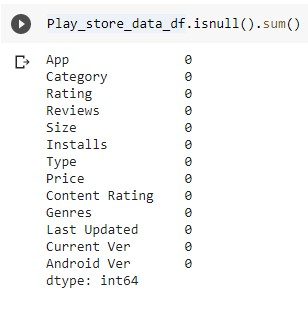 Play_store_data_df.isnull().sum()
App 0
Category 0
Rating 0
Reviews 0
Size 0
Installs 0
Type 0
Price 0
Content Rating 0
Genres 0
Last Updated 0
Current Ver 0
Android Ver 0
dtype: int64